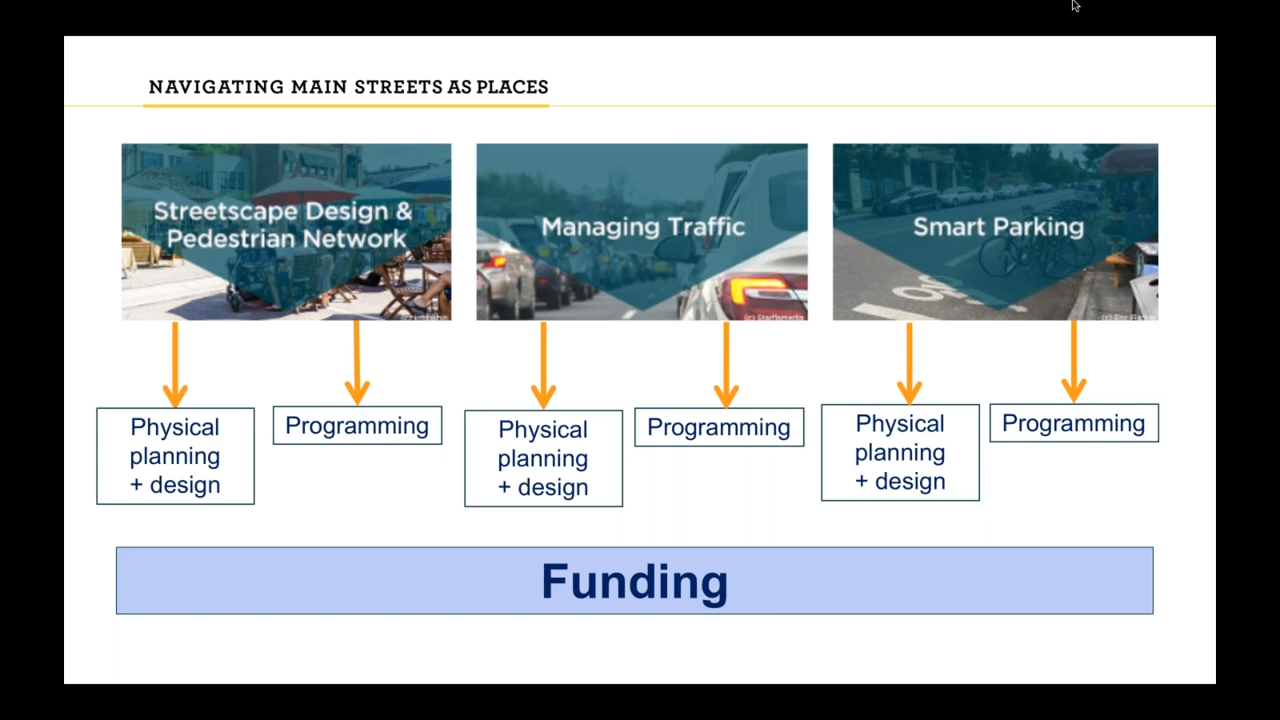 NAVIGATING MAIN STREETS AS PLACES
Streetscape Design &
Pedestrian Network
Managing Traffic
Smart Parking
Physical
planning
+ design
Programming
Physical
planning
+ design
Programming
Physical
planning
+ design
Programming
Funding